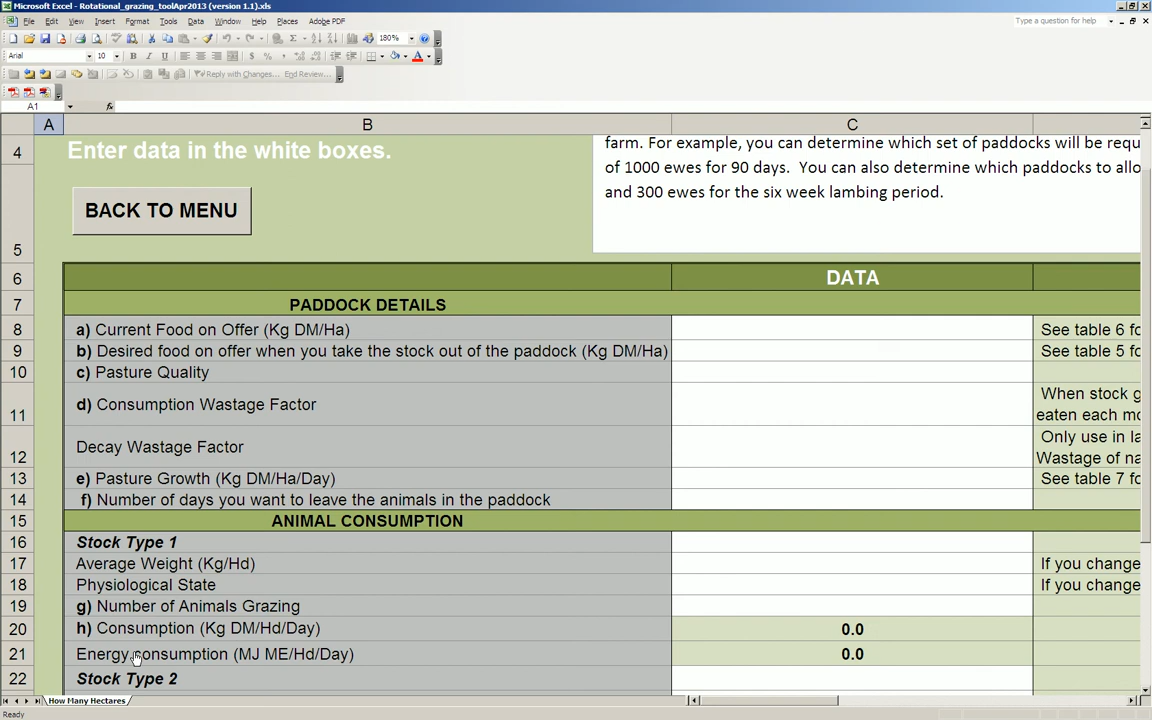 Microsoft Excel - Rotational_grazing_toolApr2013 (version 1.1).xls
File Edit View Insert Format Tools Data Window Help Places Adobe PDF
Type a question for help
180%
Arial 10 B I U
Reply with Changes... End Review...
A1 fx
A B C
4 Enter data in the white boxes.
farm. For example, you can determine which set of paddocks will be requ
of 1000 ewes for 90 days. You can also determine which paddocks to allo
and 300 ewes for the six week lambing period.
BACK TO MENU
5
6 DATA
7 PADDOCK DETAILS
8 a) Current Food on Offer (Kg DM/Ha) See table 6 fo
9 b) Desired food on offer when you take the stock out of the paddock (Kg DM/Ha) See table 5 fo
10 c) Pasture Quality
11 d) Consumption Wastage Factor When stock g
eaten each mo
12 Decay Wastage Factor Only use in la
Wastage of na
13 e) Pasture Growth (Kg DM/Ha/Day) See table 7 fo
14 f) Number of days you want to leave the animals in the paddock
15 ANIMAL CONSUMPTION
16 Stock Type 1
17 Average Weight (Kg/Hd) If you change
18 Physiological State If you change
19 g) Number of Animals Grazing
20 h) Consumption (Kg DM/Hd/Day) 0.0
21 Energy consumption (MJ ME/Hd/Day) 0.0
22 Stock Type 2
How Many Hectares
Ready